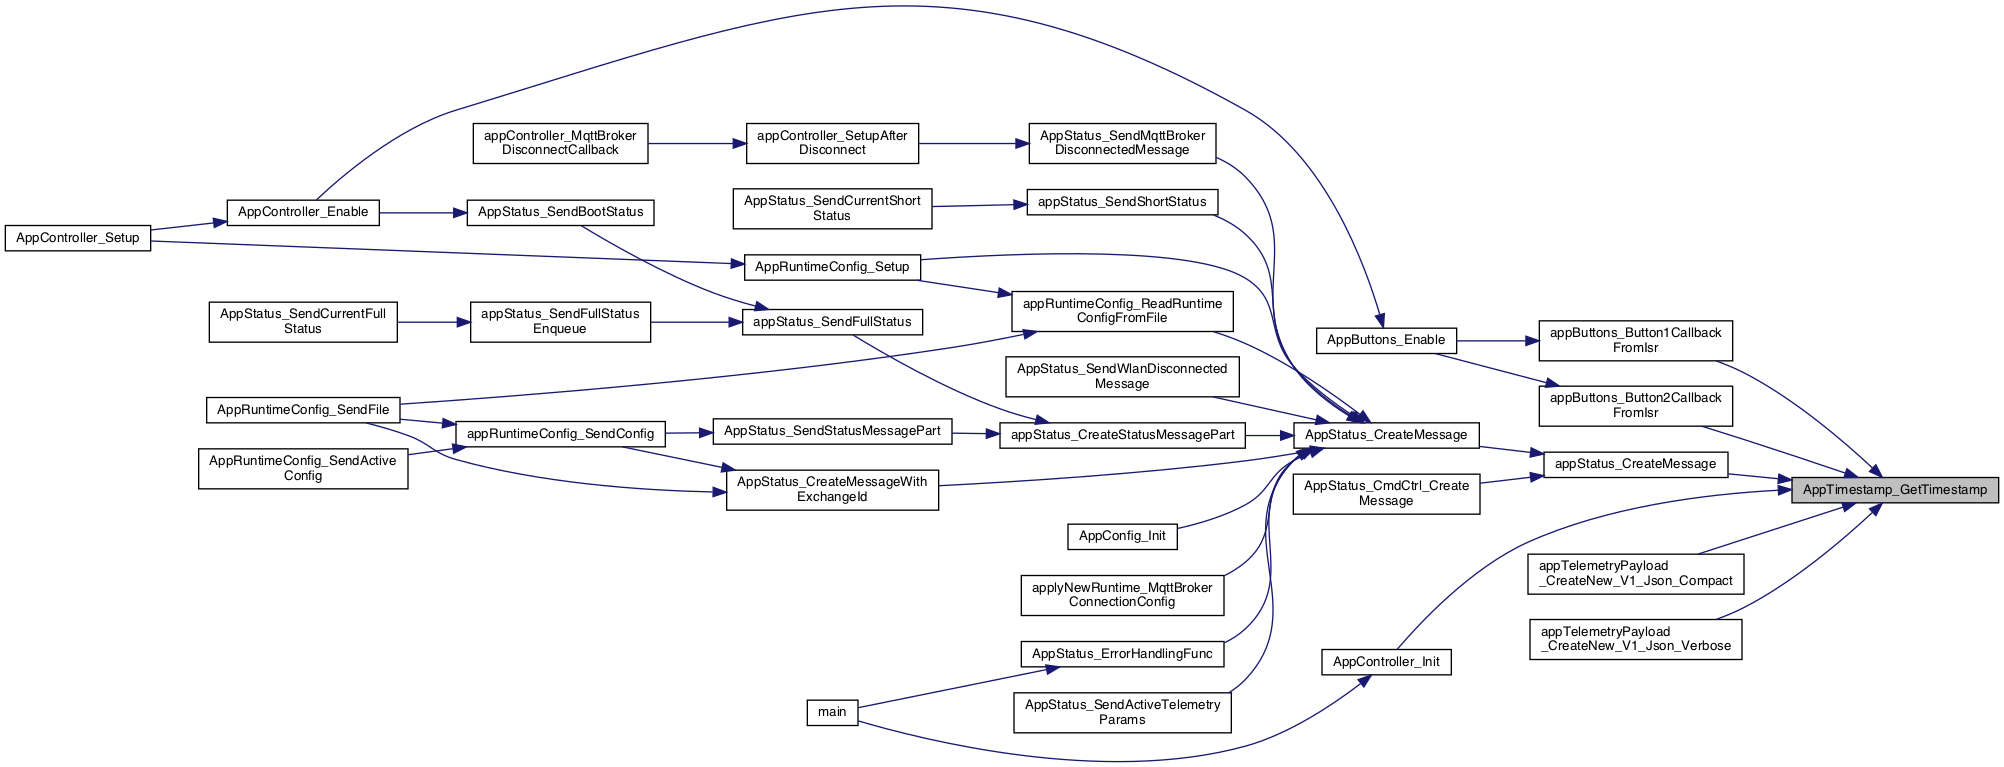 appController_MqttBroker
DisconnectCallback
appController_SetupAfter
Disconnect
AppStatus_SendMqttBroker
DisconnectedMessage
AppStatus_SendCurrentShort
Status
appStatus_SendShortStatus
AppController_Enable
AppStatus_SendBootStatus
AppController_Setup
AppRuntimeConfig_Setup
appRuntimeConfig_ReadRuntime
ConfigFromFile
AppStatus_SendCurrentFull
Status
appStatus_SendFullStatus
Enqueue
appStatus_SendFullStatus
AppButtons_Enable
appButtons_Button1Callback
FromIsr
AppStatus_SendWlanDisconnected
Message
appButtons_Button2Callback
FromIsr
AppRuntimeConfig_SendFile
appRuntimeConfig_SendConfig
AppStatus_SendStatusMessagePart
appStatus_CreateStatusMessagePart
AppStatus_CreateMessage
AppRuntimeConfig_SendActive
Config
AppStatus_CreateMessageWith
ExchangeId
AppStatus_CmdCtrl_Create
Message
appStatus_CreateMessage
AppTimestamp_GetTimestamp
AppConfig_Init
appTelemetryPayload
_CreateNew_V1_Json_Compact
applyNewRuntime_MqttBroker
ConnectionConfig
appTelemetryPayload
_CreateNew_V1_Json_Verbose
AppStatus_ErrorHandlingFunc
AppController_Init
main
AppStatus_SendActiveTelemetry
Params